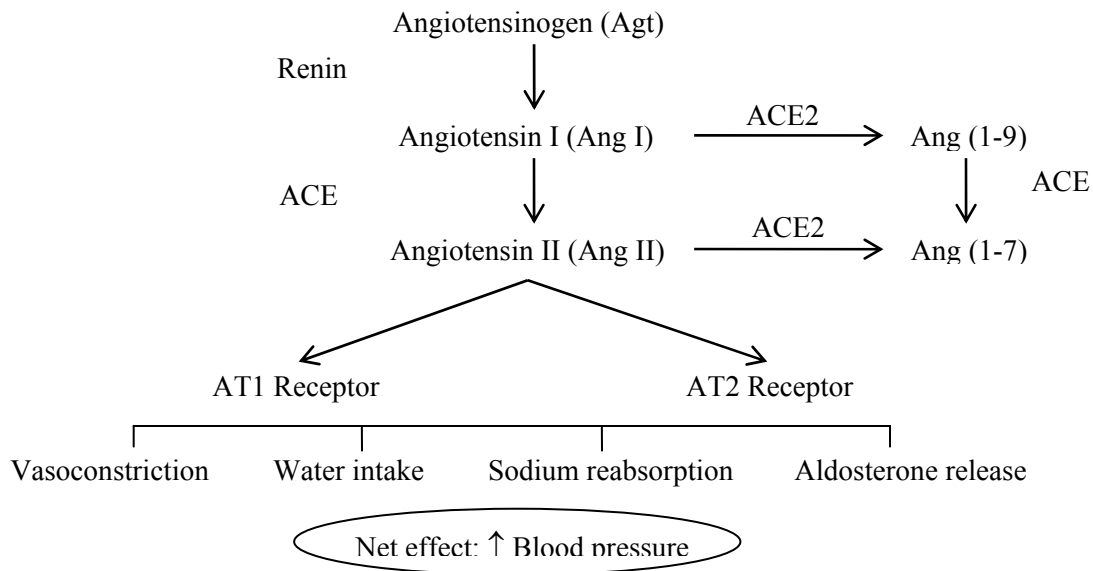 Angiotensinogen (Agt)
Renin
ACE2
Angiotensin I (Ang I)
Ang (1-9)
ACE
ACE
ACE2
Angiotensin II (Ang II)
Ang (1-7)
AT1 Receptor
AT2 Receptor
Vasoconstriction
Water intake
Sodium reabsorption
Aldosterone release
Net effect: ↑ Blood pressure